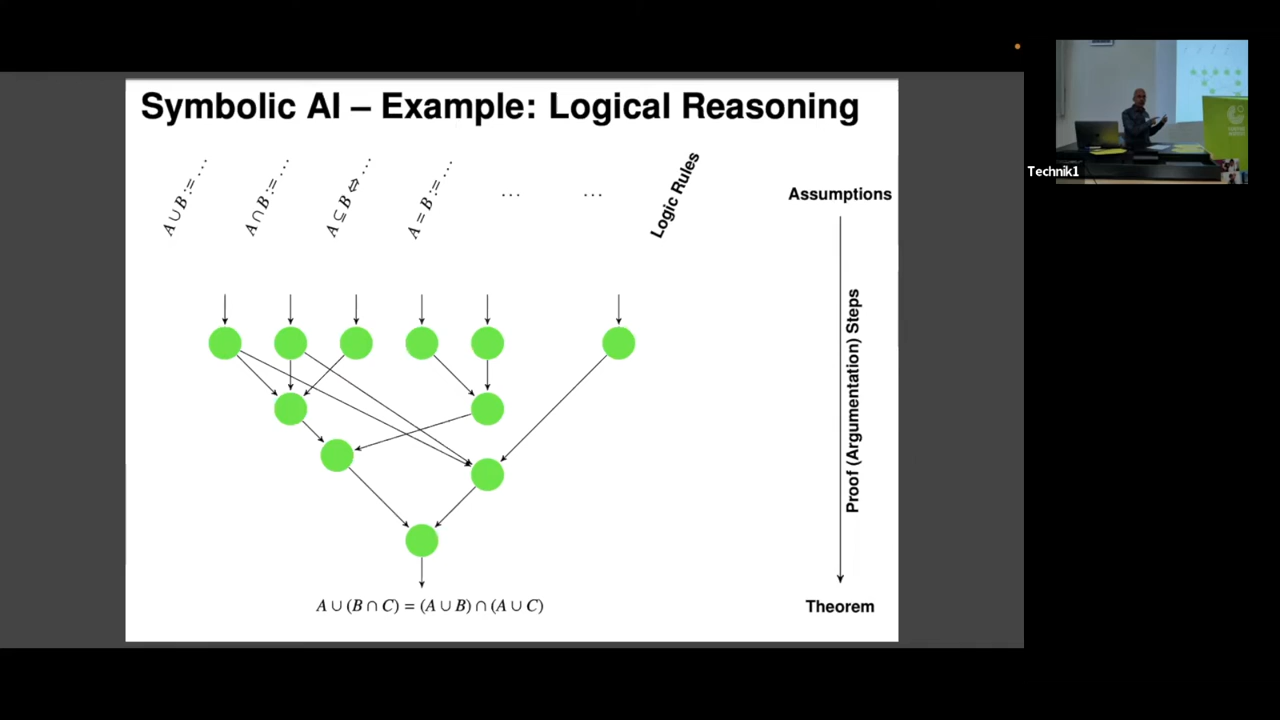 Symbolic AI – Example: Logical Reasoning
A ∪ B := ⋯
A ∩ B := ⋯
A ⊆ B ⇔ ⋯
A = B := ⋯
⋯
⋯
Logic Rules
Assumptions
Proof (Argumentation) Steps
Theorem
A ∪ (B ∩ C) = (A ∪ B) ∩ (A ∪ C)
Technik1